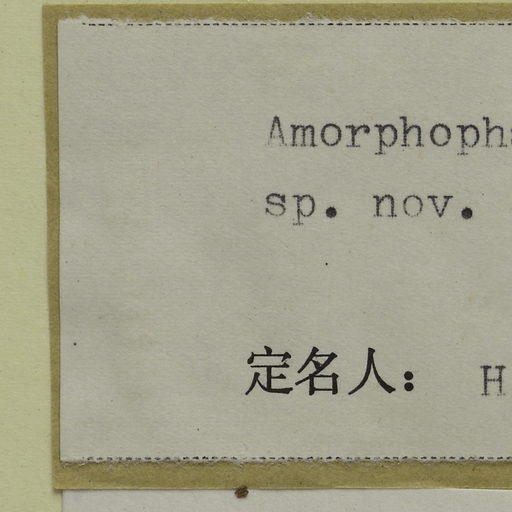 Amorphopha
sp. nov.
定名人: H